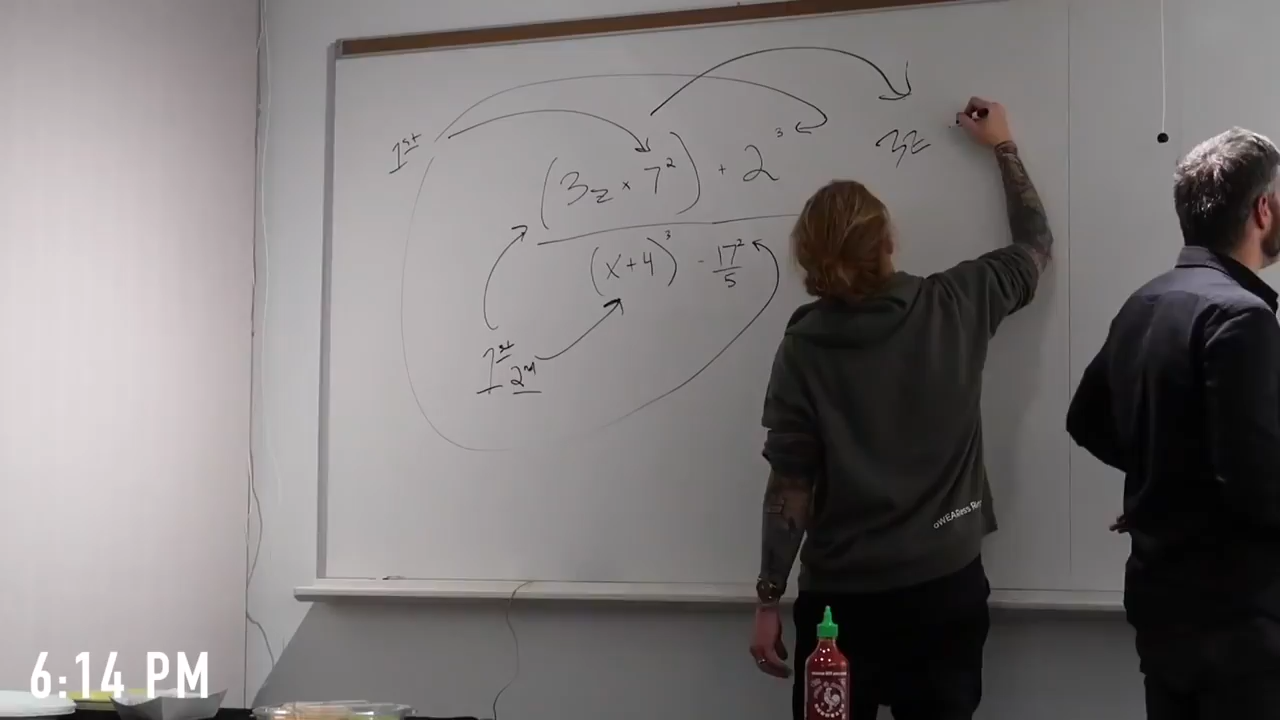 1st
(3z × 7²) + 2³
3z
(x+4)³ - 17²
5
1st 2nd
6:14 PM